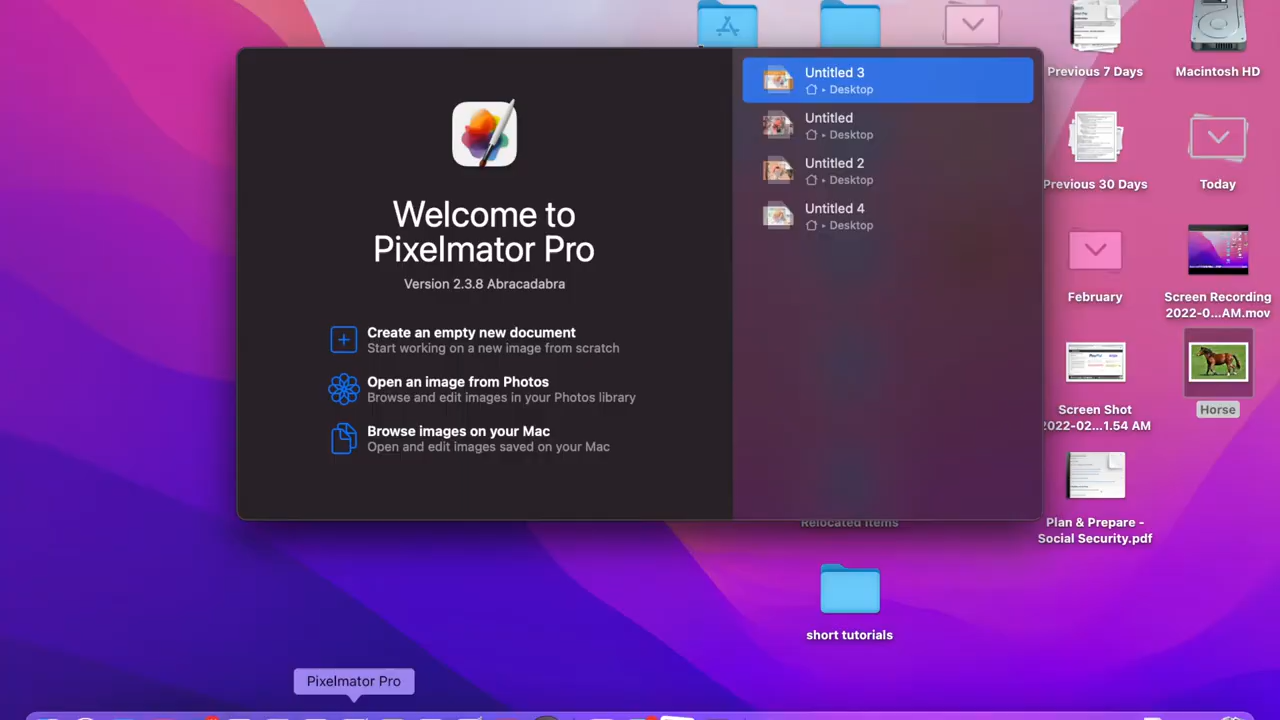 Welcome to
Pixelmator Pro
Version 2.3.8 Abracadabra
Create an empty new document
Start working on a new image from scratch
Open an image from Photos
Browse and edit images in your Photos library
Browse images on your Mac
Open and edit images saved on your Mac
Untitled 3
Desktop
Untitled
Desktop
Untitled 2
Desktop
Untitled 4
Desktop
Previous 7 Days
Macintosh HD
Previous 30 Days
Today
February
Screen Recording
2022-0...AM.mov
Screen Shot
2022-02...1.54 AM
Horse
Relocated Items
Plan & Prepare -
Social Security.pdf
short tutorials
Pixelmator Pro